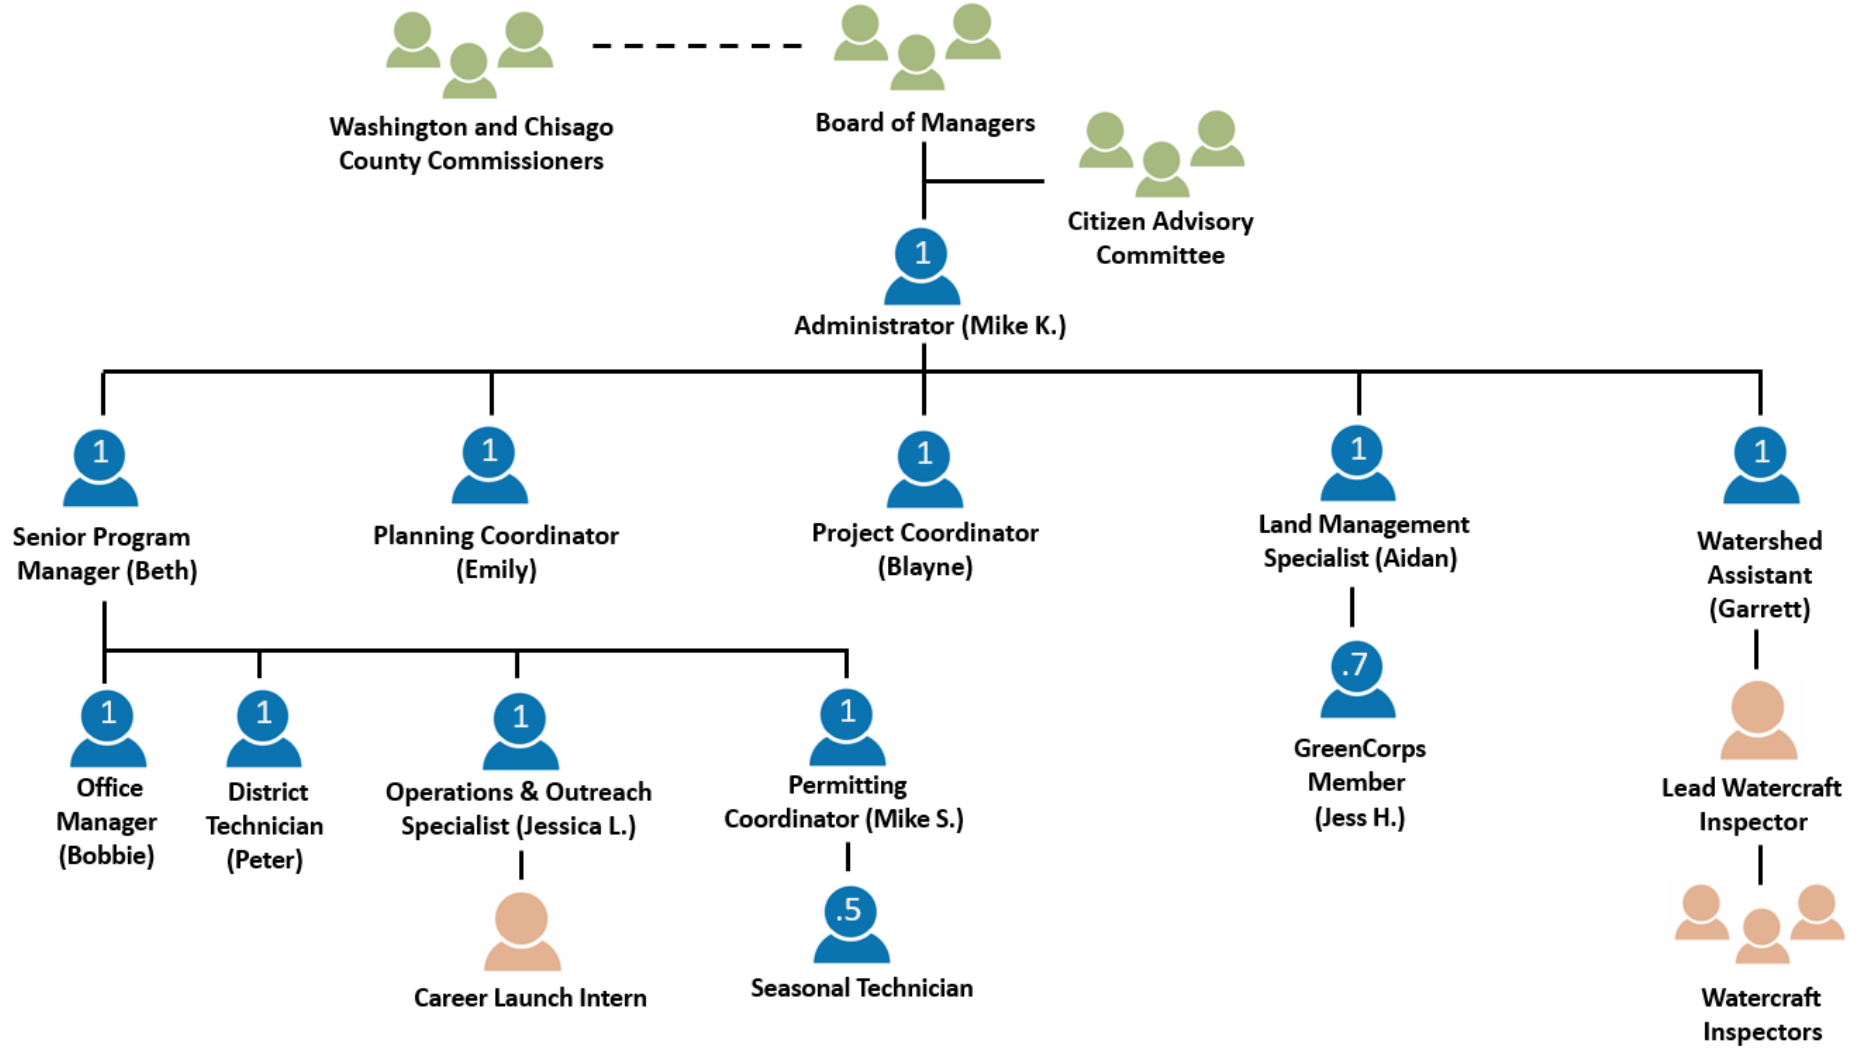 Washington and Chisago
County Commissioners
Board of Managers
Citizen Advisory
Committee
1
Administrator (Mike K.)
1
Senior Program
Manager (Beth)
1
Planning Coordinator
(Emily)
1
Project Coordinator
(Blayne)
1
Land Management
Specialist (Aidan)
1
Watershed
Assistant
(Garrett)
1
Office
Manager
(Bobbie)
1
District
Technician
(Peter)
1
Operations & Outreach
Specialist (Jessica L.)
1
Permitting
Coordinator (Mike S.)
.7
GreenCorps
Member
(Jess H.)
Lead Watercraft
Inspector
Career Launch Intern
.5
Seasonal Technician
Watercraft
Inspectors